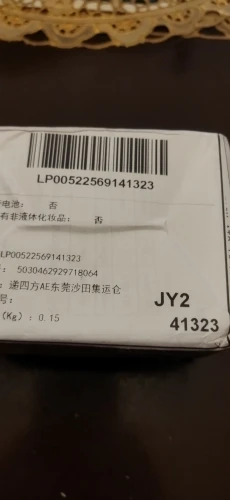 LP00522569141323
电池： 否
有非液体化妆品： 否
LP00522569141323
：5030462929718064
：递四方AE东莞沙田集运仓
号：
JY2
(Kg)：0.15
41323